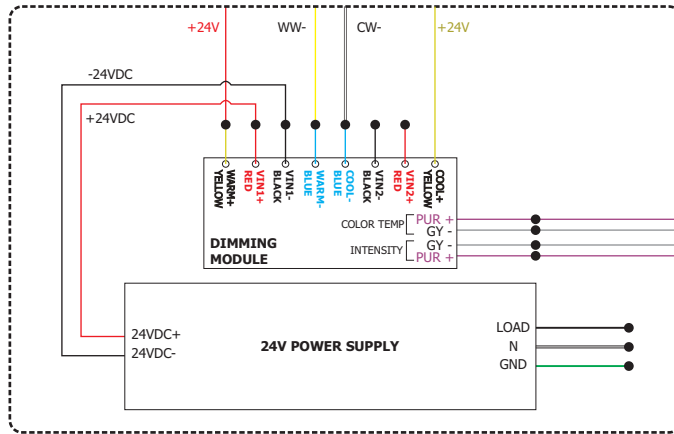 +24V
WW-
CW-
+24V
-24VDC
+24VDC
WARM+
YELLOW
VIN1+
RED
VIN1-
BLACK
WARM-
BLUE
COOL-
BLUE
VIN2-
BLACK
VIN2+
RED
COOL+
YELLOW
COLOR TEMP
PUR +
GY -
INTENSITY
GY -
PUR +
DIMMING
MODULE
24VDC+
24VDC-
24V POWER SUPPLY
LOAD
N
GND